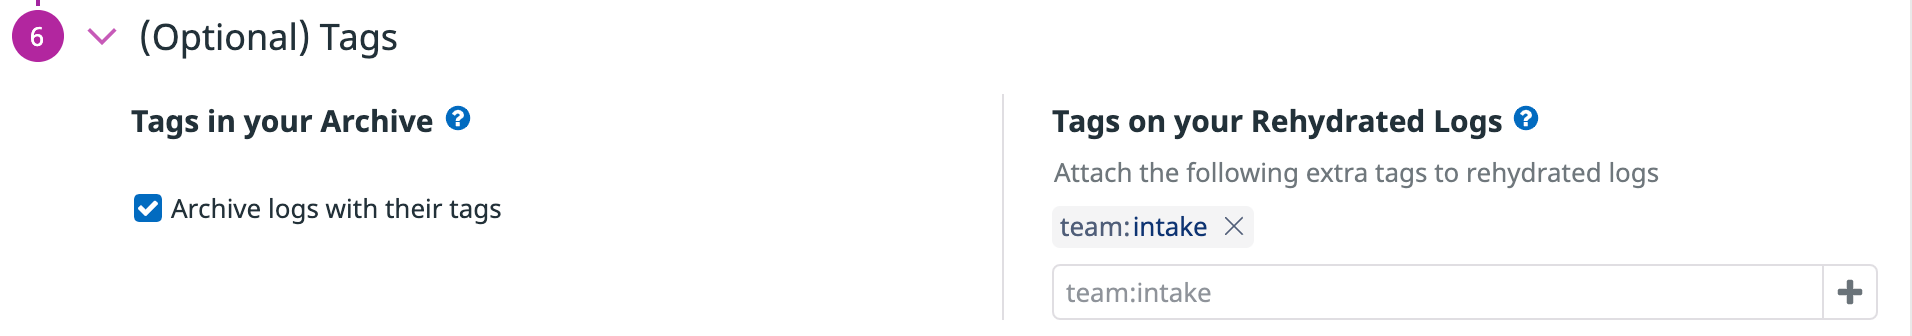 6 (Optional) Tags
Tags in your Archive ?
Archive logs with their tags
Tags on your Rehydrated Logs ?
Attach the following extra tags to rehydrated logs
team:intake
team:intake